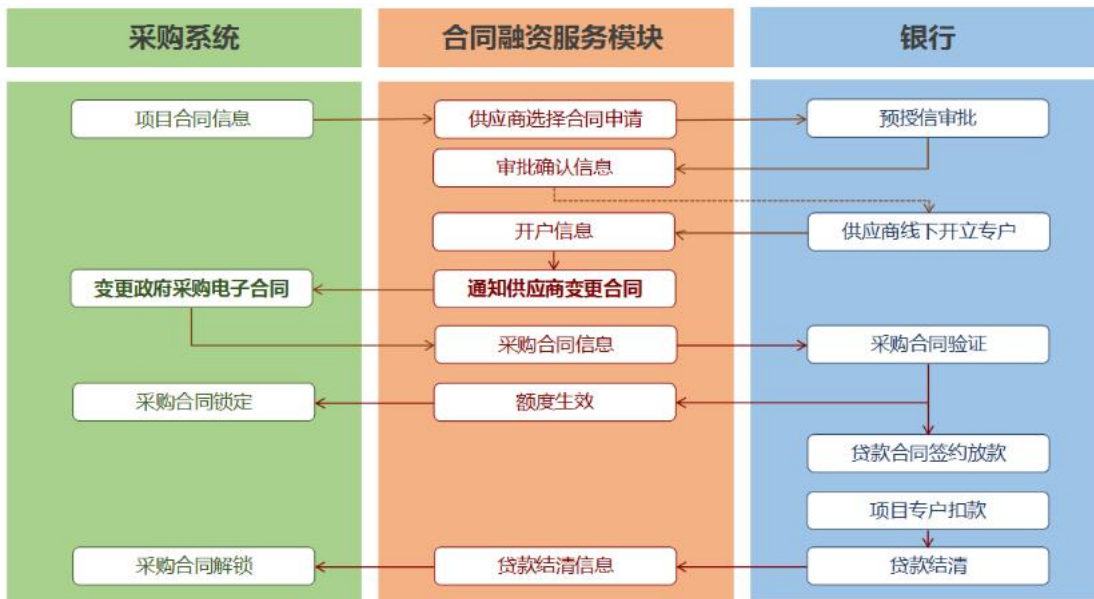 采购系统
合同融资服务模块
银行
项目合同信息
供应商选择合同申请
预授信审批
审批确认信息
开户信息
供应商线下开立专户
变更政府采购电子合同
通知供应商变更合同
采购合同信息
采购合同验证
采购合同锁定
额度生效
贷款合同签约放款
项目专户扣款
采购合同解锁
贷款结清信息
贷款结清